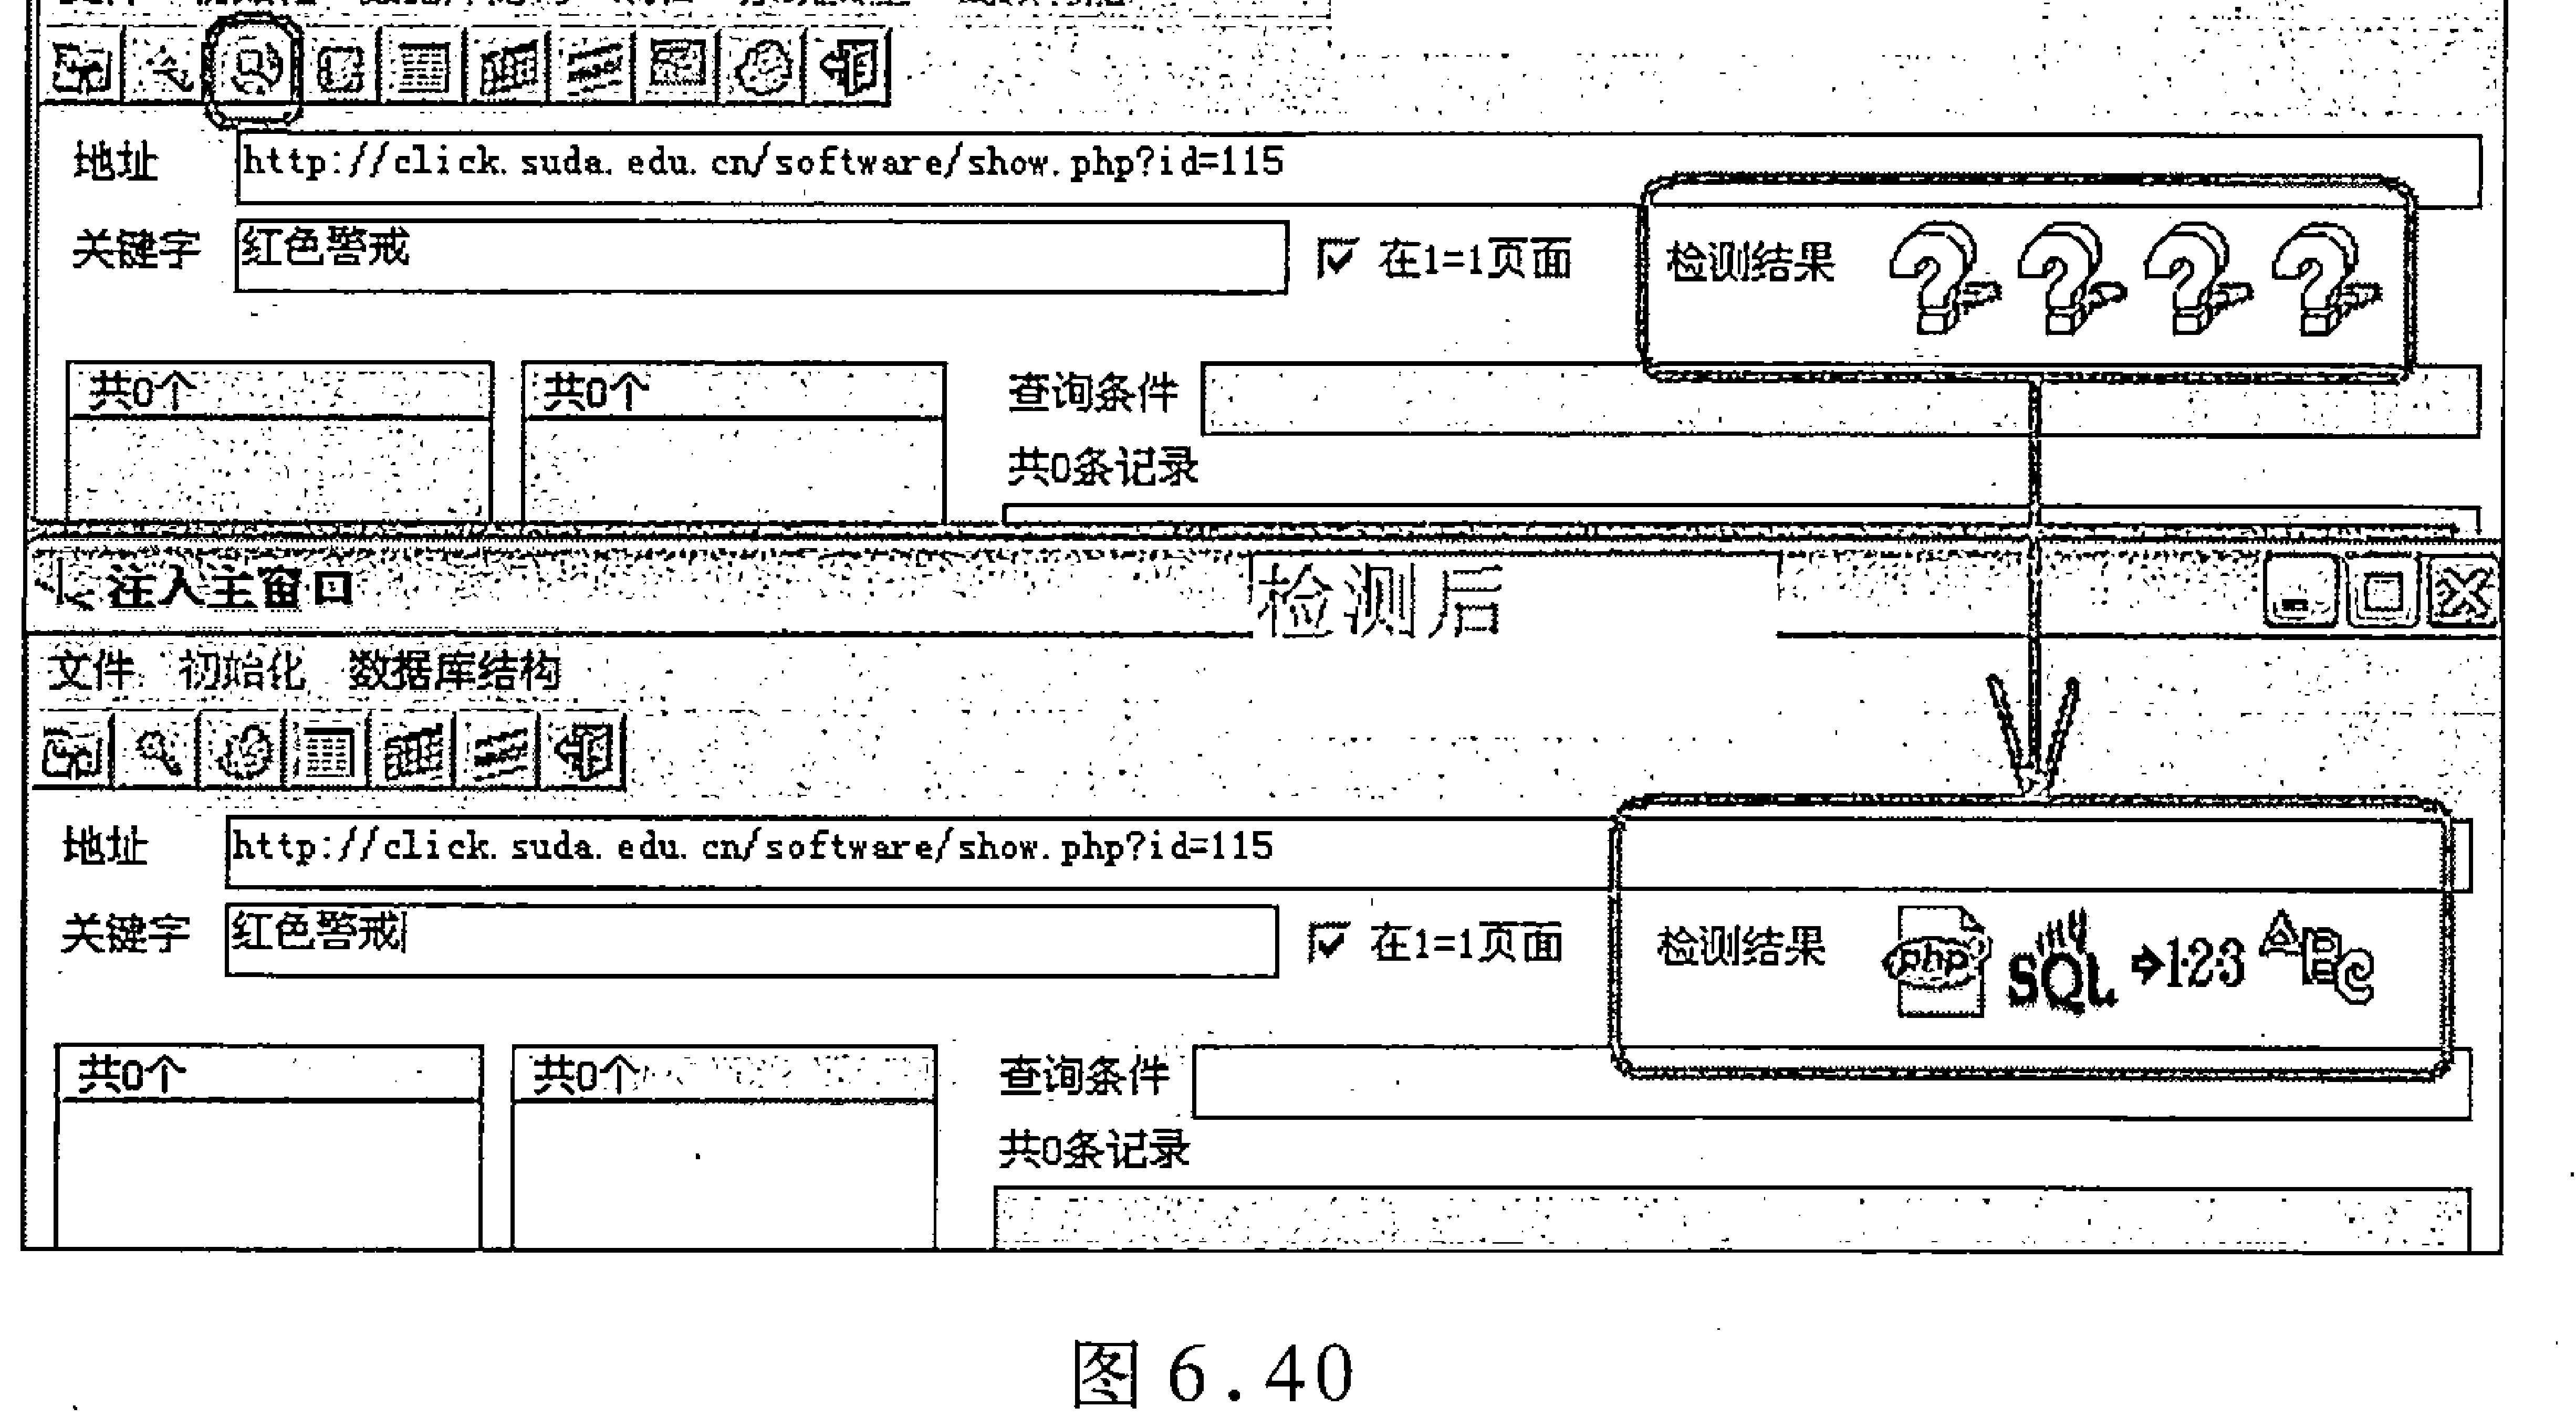 地址 http://click.suda.edu.cn/software/show.php?id=115
关键字 红色警戒 在1=1页面 检测结果
共0个 共0个 查询条件
共0条记录
注入主窗口 检测后
文件 初始化 数据库结构
地址 http://click.suda.edu.cn/software/show.php?id=115
关键字 红色警戒 在1=1页面 检测结果 php SQL 123 ABC
共0个 共0个 查询条件
共0条记录
图 6.40